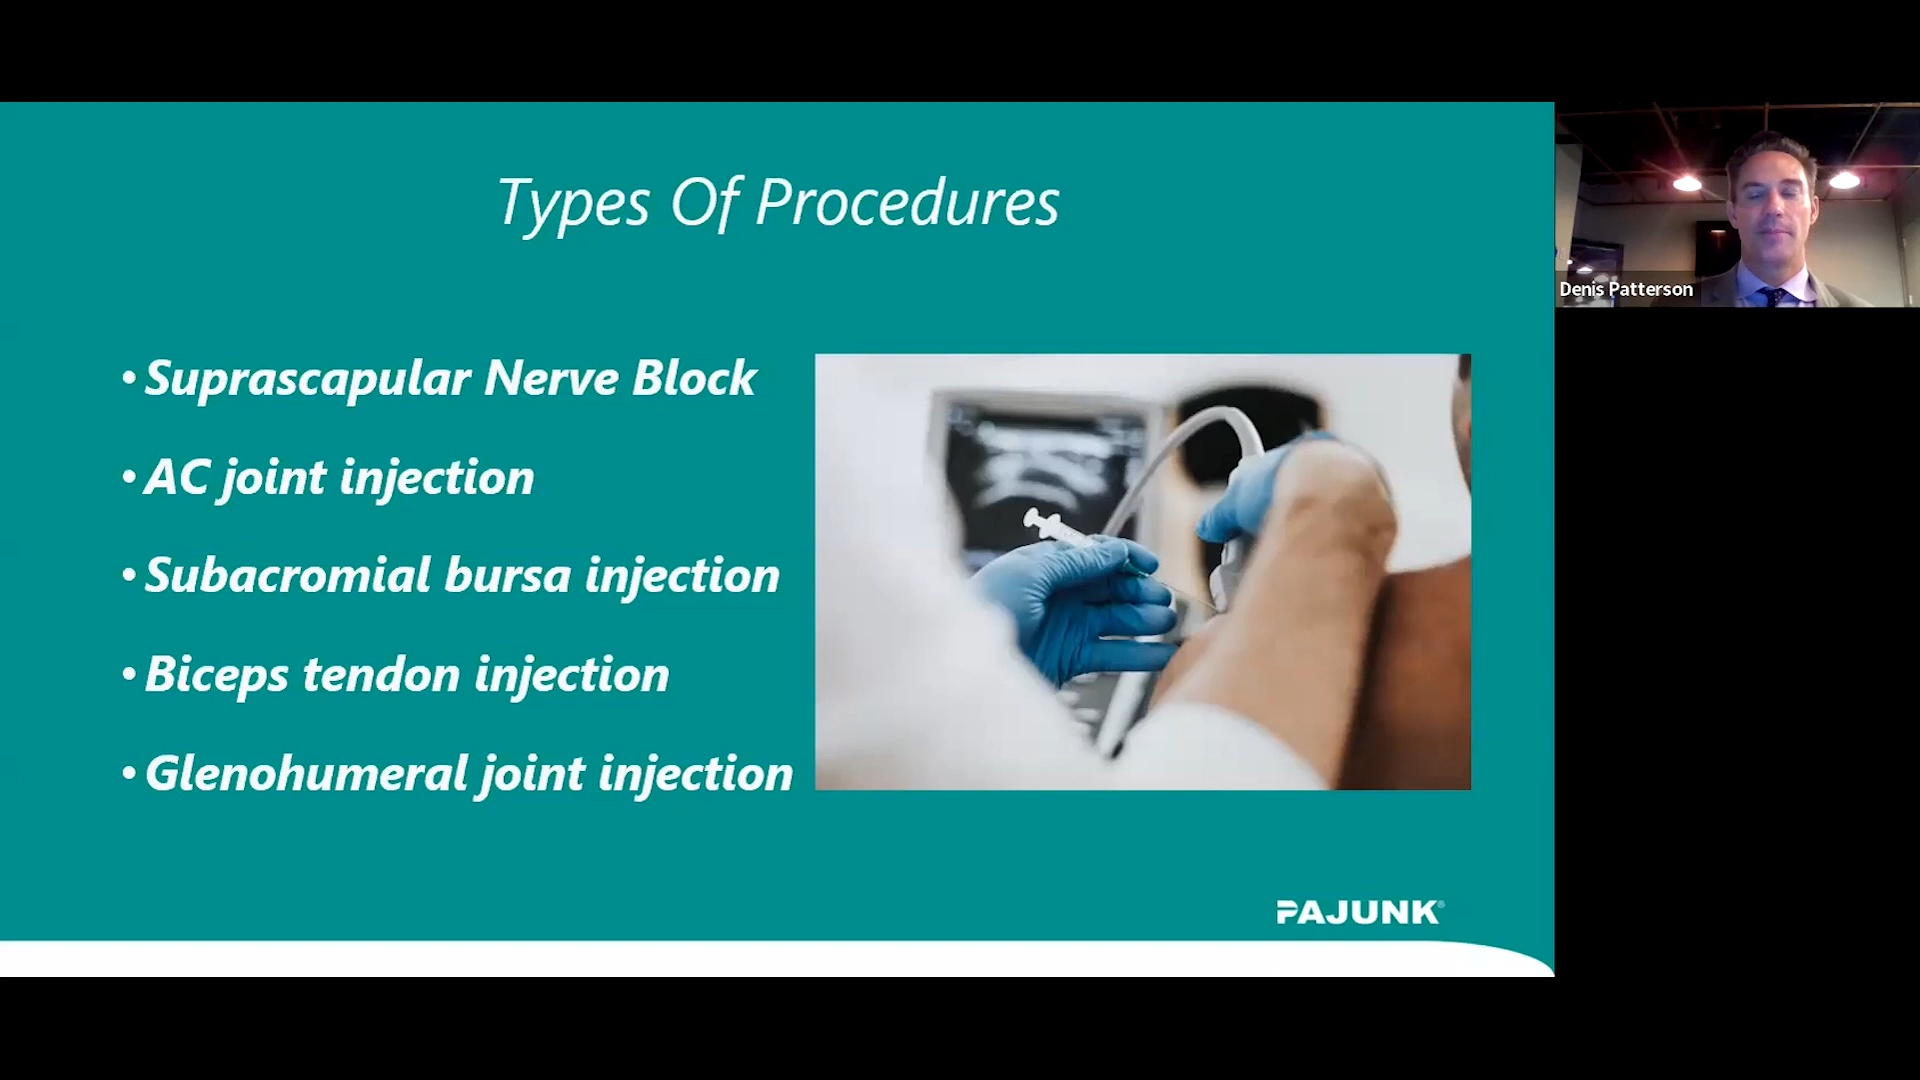 Types Of Procedures
• Suprascapular Nerve Block
• AC joint injection
• Subacromial bursa injection
• Biceps tendon injection
• Glenohumeral joint injection
PAJUNK®
Denis Patterson